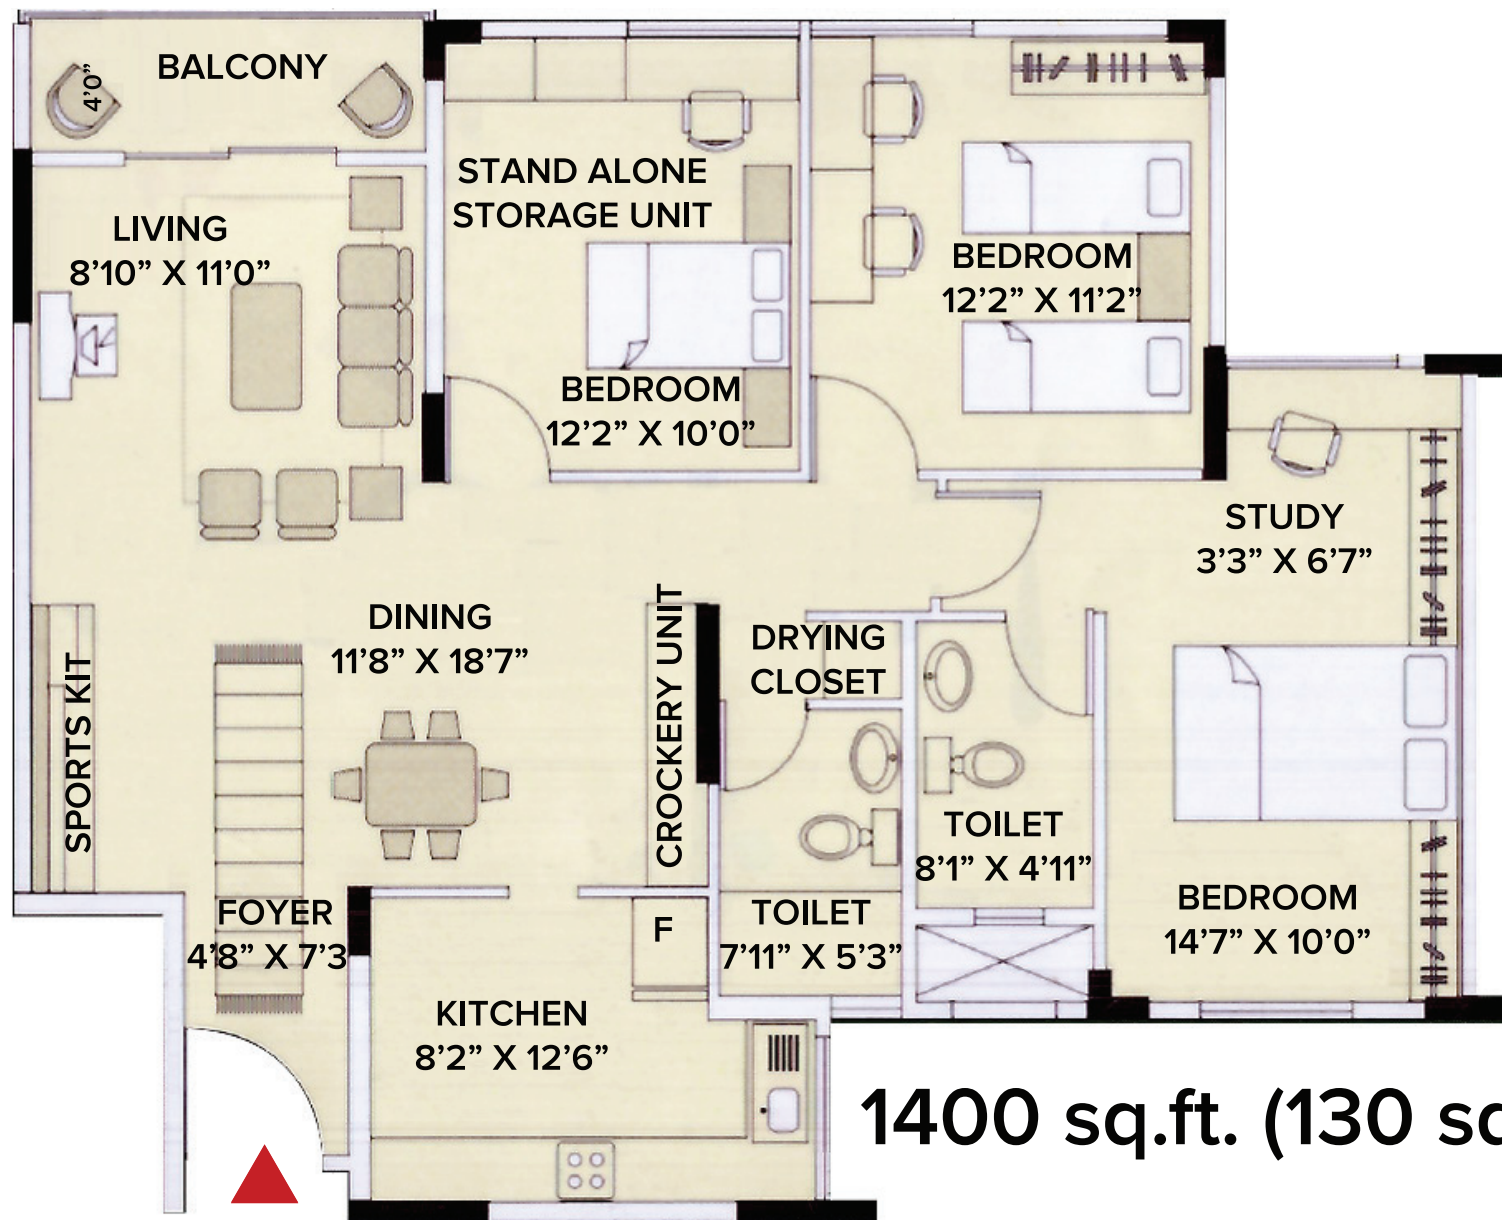 BALCONY
4’0”
STAND ALONE
STORAGE UNIT
LIVING
8’10” X 11’0”
BEDROOM
12’2” X 11’2”
BEDROOM
12’2” X 10’0”
STUDY
3’3” X 6’7”
DINING
11’8” X 18’7”
CROCKERY UNIT
DRYING
CLOSET
SPORTS KIT
TOILET
8’1” X 4’11”
BEDROOM
14’7” X 10’0”
FOYER
4’8” X 7’3
F
TOILET
7’11” X 5’3”
KITCHEN
8’2” X 12’6”
1400 sq.ft. (130 sq